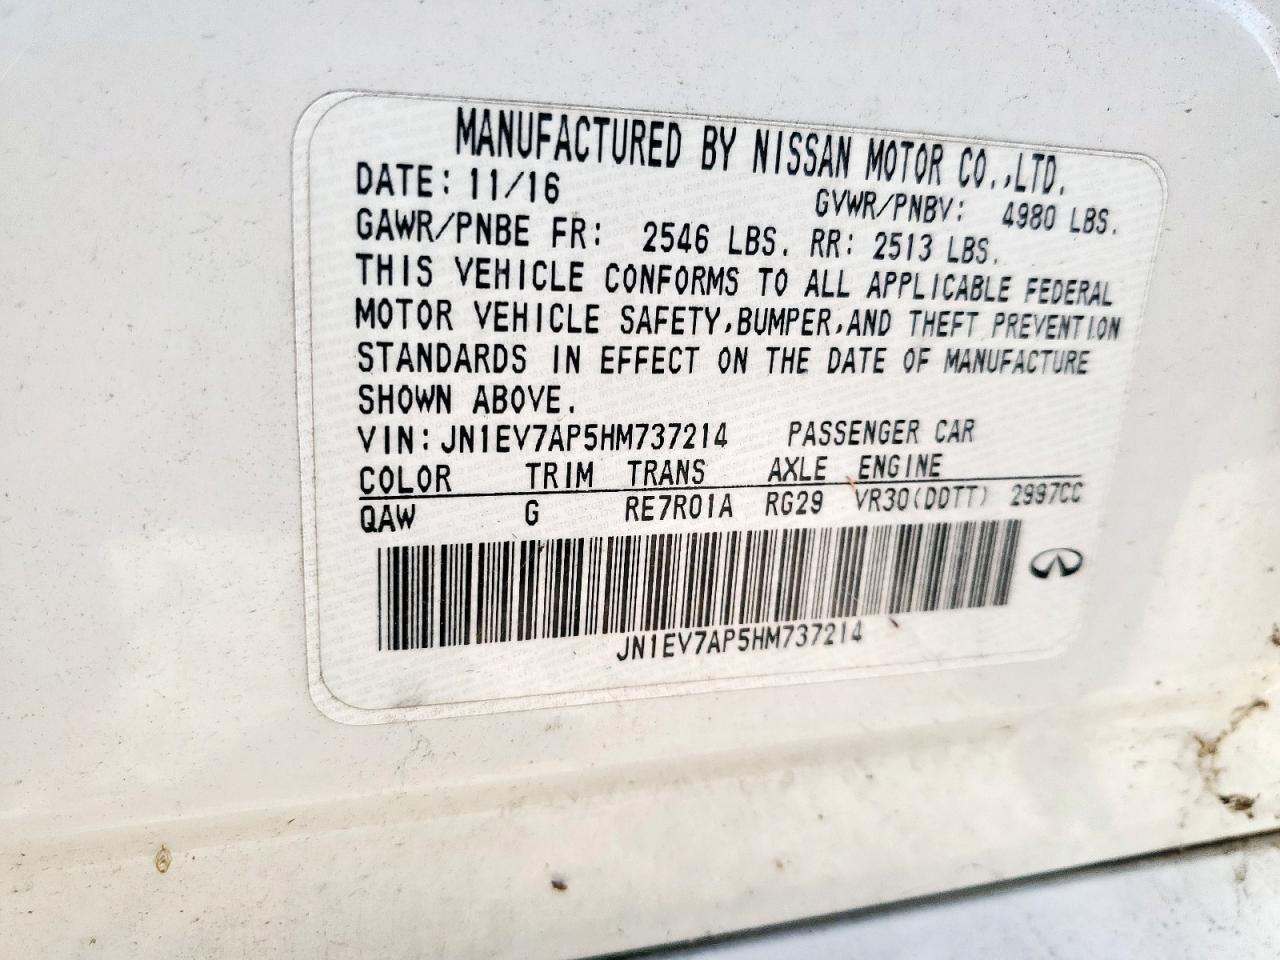 MANUFACTURED BY NISSAN MOTOR CO.,LTD.
DATE: 11/16 GVWR/PNBV: 4980 LBS.
GAWR/PNBE FR: 2546 LBS. RR: 2513 LBS.
THIS VEHICLE CONFORMS TO ALL APPLICABLE FEDERAL
MOTOR VEHICLE SAFETY,BUMPER,AND THEFT PREVENTION
STANDARDS IN EFFECT ON THE DATE OF MANUFACTURE
SHOWN ABOVE.
VIN: JN1EV7AP5HM737214 PASSENGER CAR
COLOR TRIM TRANS AXLE ENGINE
QAW G RE7R01A RG29 VR30(DDTT) 2997CC
JN1EV7AP5HM737214